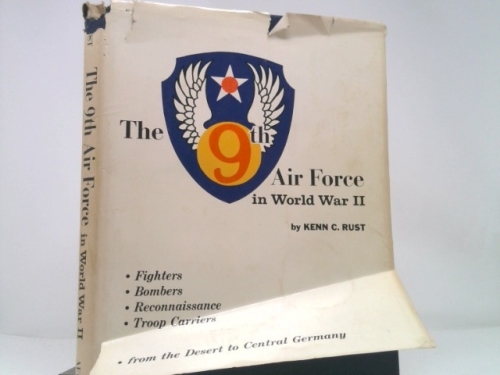 The 9th
Air Force
in World War II
by KENN C. RUST
• Fighters
• Bombers
• Reconnaissance
• Troop Carriers
• from the Desert to Central Germany
The 9th Air Force in World War II